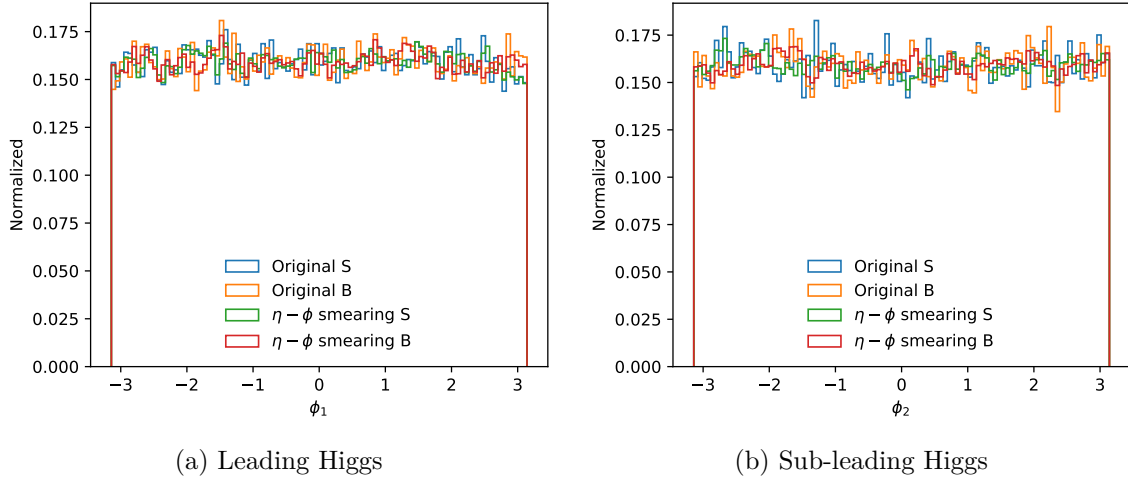 0.175
0.150
0.125
0.100
0.075
0.050
0.025
0.000
Normalized
Original S
Original B
η − ϕ smearing S
η − ϕ smearing B
−3 −2 −1 0 1 2 3
ϕ₁
(a) Leading Higgs
0.175
0.150
0.125
0.100
0.075
0.050
0.025
0.000
Normalized
Original S
Original B
η − ϕ smearing S
η − ϕ smearing B
−3 −2 −1 0 1 2 3
ϕ₂
(b) Sub-leading Higgs